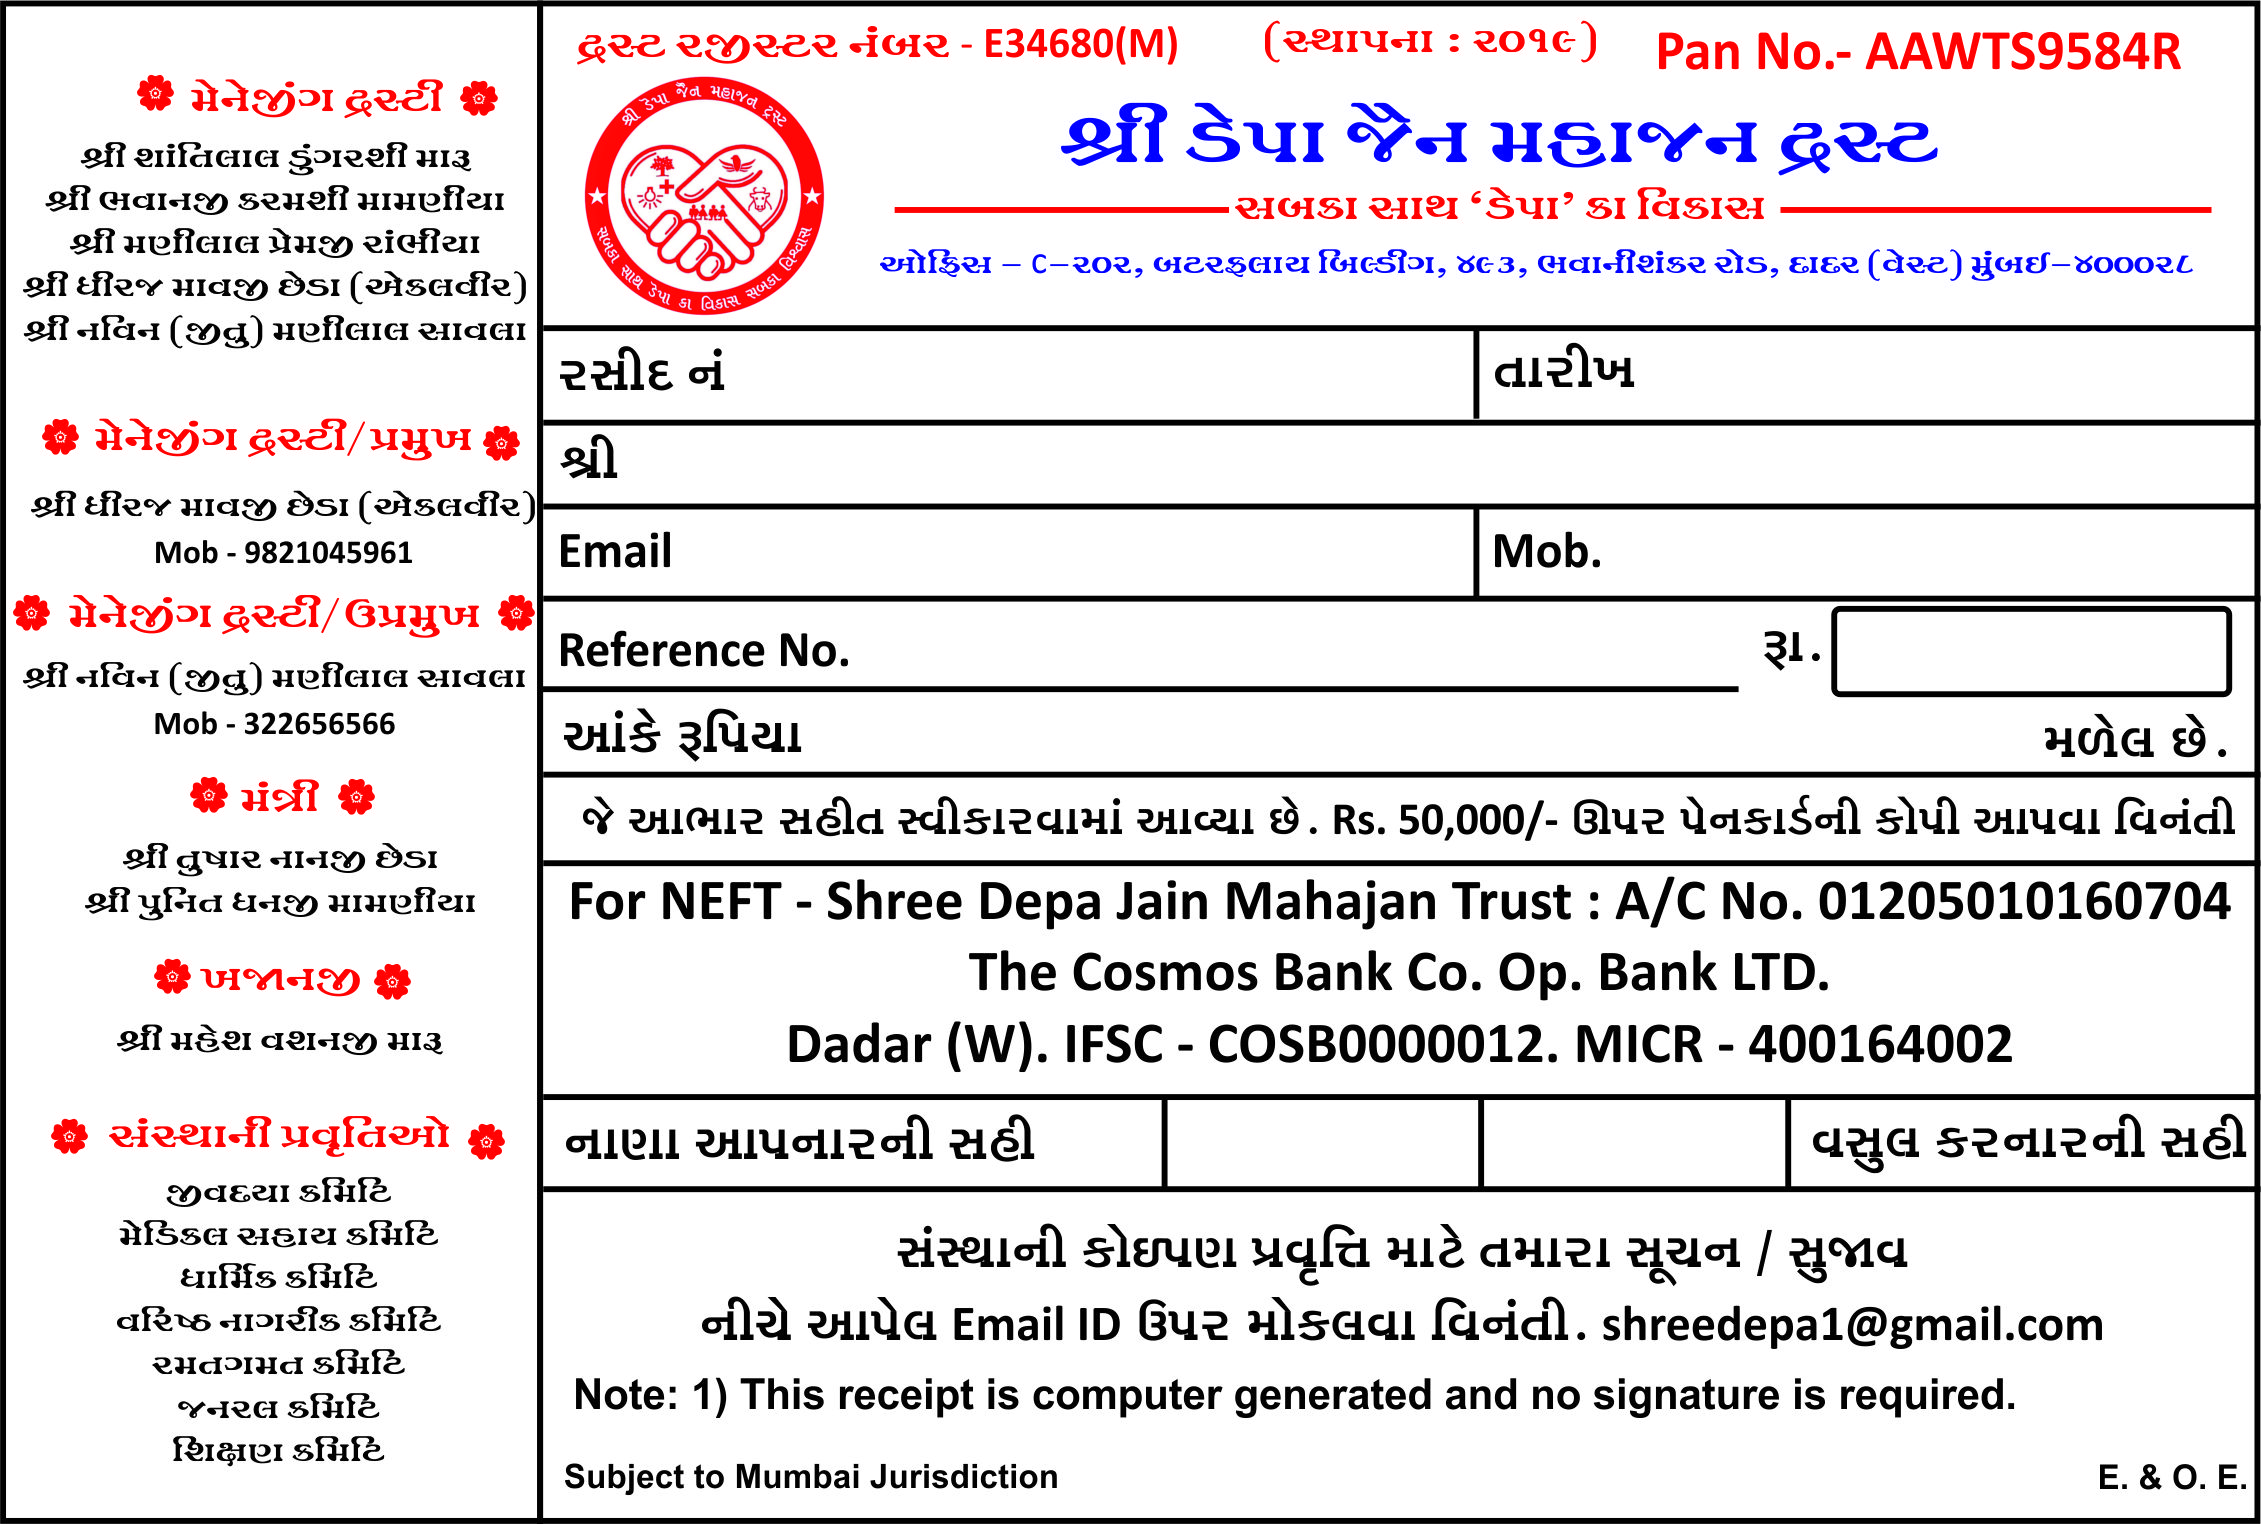 ❀ મેનેજીંગ ટ્રસ્ટી ❀
શ્રી શાંતિલાલ ડુંગરશી મારૂ
શ્રી ભવાનજી કરમશી મામણીયા
શ્રી મણીલાલ પ્રેમજી રાંભીયા
શ્રી ધીરજ માવજી છેડા (એકલવીર)
શ્રી નવિન (જીતુ) મણીલાલ સાવલા
મેનેજીંગ ટ્રસ્ટી/પ્રમુખ
શ્રી ધીરજ માવજી છેડા (એકલવીર)
Mob - 9821045961
મેનેજીંગ ટ્રસ્ટી/ઉપ્રમુખ
શ્રી નવિન (જીતુ) મણીલાલ સાવલા
Mob - 322656566
મંત્રી
શ્રી તુષાર નાનજી છેડા
શ્રી પુનિત ધનજી મામણીયા
ખજાનજી
શ્રી મહેશ વશનજી મારૂ
સંસ્થાની પ્રવૃતિઓ
જીવદયા કમિટિ
મેડિકલ સહાય કમિટિ
ધાર્મિક કમિટિ
વરિષ્ઠ નાગરીક કમિટિ
રમતગમત કમિટિ
જનરલ કમિટિ
શિક્ષણ કમિટિ
ટ્રસ્ટ રજીસ્ટર નંબર - E34680(M) (સ્થાપના : ૨૦૧૯) Pan No.- AAWTS9584R
શ્રી ડેપા જૈન મહાજન ટ્રસ્ટ
સબકા સાથ ડેપા કા વિકાસ સબકા વિશ્વાસ
શ્રી ડેપા જૈન મહાજન ટ્રસ્ટ
સબકા સાથ ‘ડેપા’ કા વિકાસ
ઓફિસ – C–૨૦૨, બટરફલાય બિલ્ડીંગ, ૪૯૩, ભવાનીશંકર રોડ, દાદર (વેસ્ટ) મુંબઈ–૪૦૦૦૨૮
રસીદ નં તારીખ
શ્રી
Email Mob.
Reference No. રૂા.
આંકે રૂપિયા મળેલ છે.
જે આભાર સહીત સ્વીકારવામાં આવ્યા છે. Rs. 50,000/- ઊપર પેનકાર્ડની કોપી આપવા વિનંતી
For NEFT - Shree Depa Jain Mahajan Trust : A/C No. 01205010160704
The Cosmos Bank Co. Op. Bank LTD.
Dadar (W). IFSC - COSB0000012. MICR - 400164002
નાણા આપનારની સહી વસુલ કરનારની સહી
સંસ્થાની કોઇપણ પ્રવૃત્તિ માટે તમારા સૂચન / સુજાવ
નીચે આપેલ Email ID ઉપર મોકલવા વિનંતી. shreedepa1@gmail.com
Note: 1) This receipt is computer generated and no signature is required.
Subject to Mumbai Jurisdiction E. & O. E.